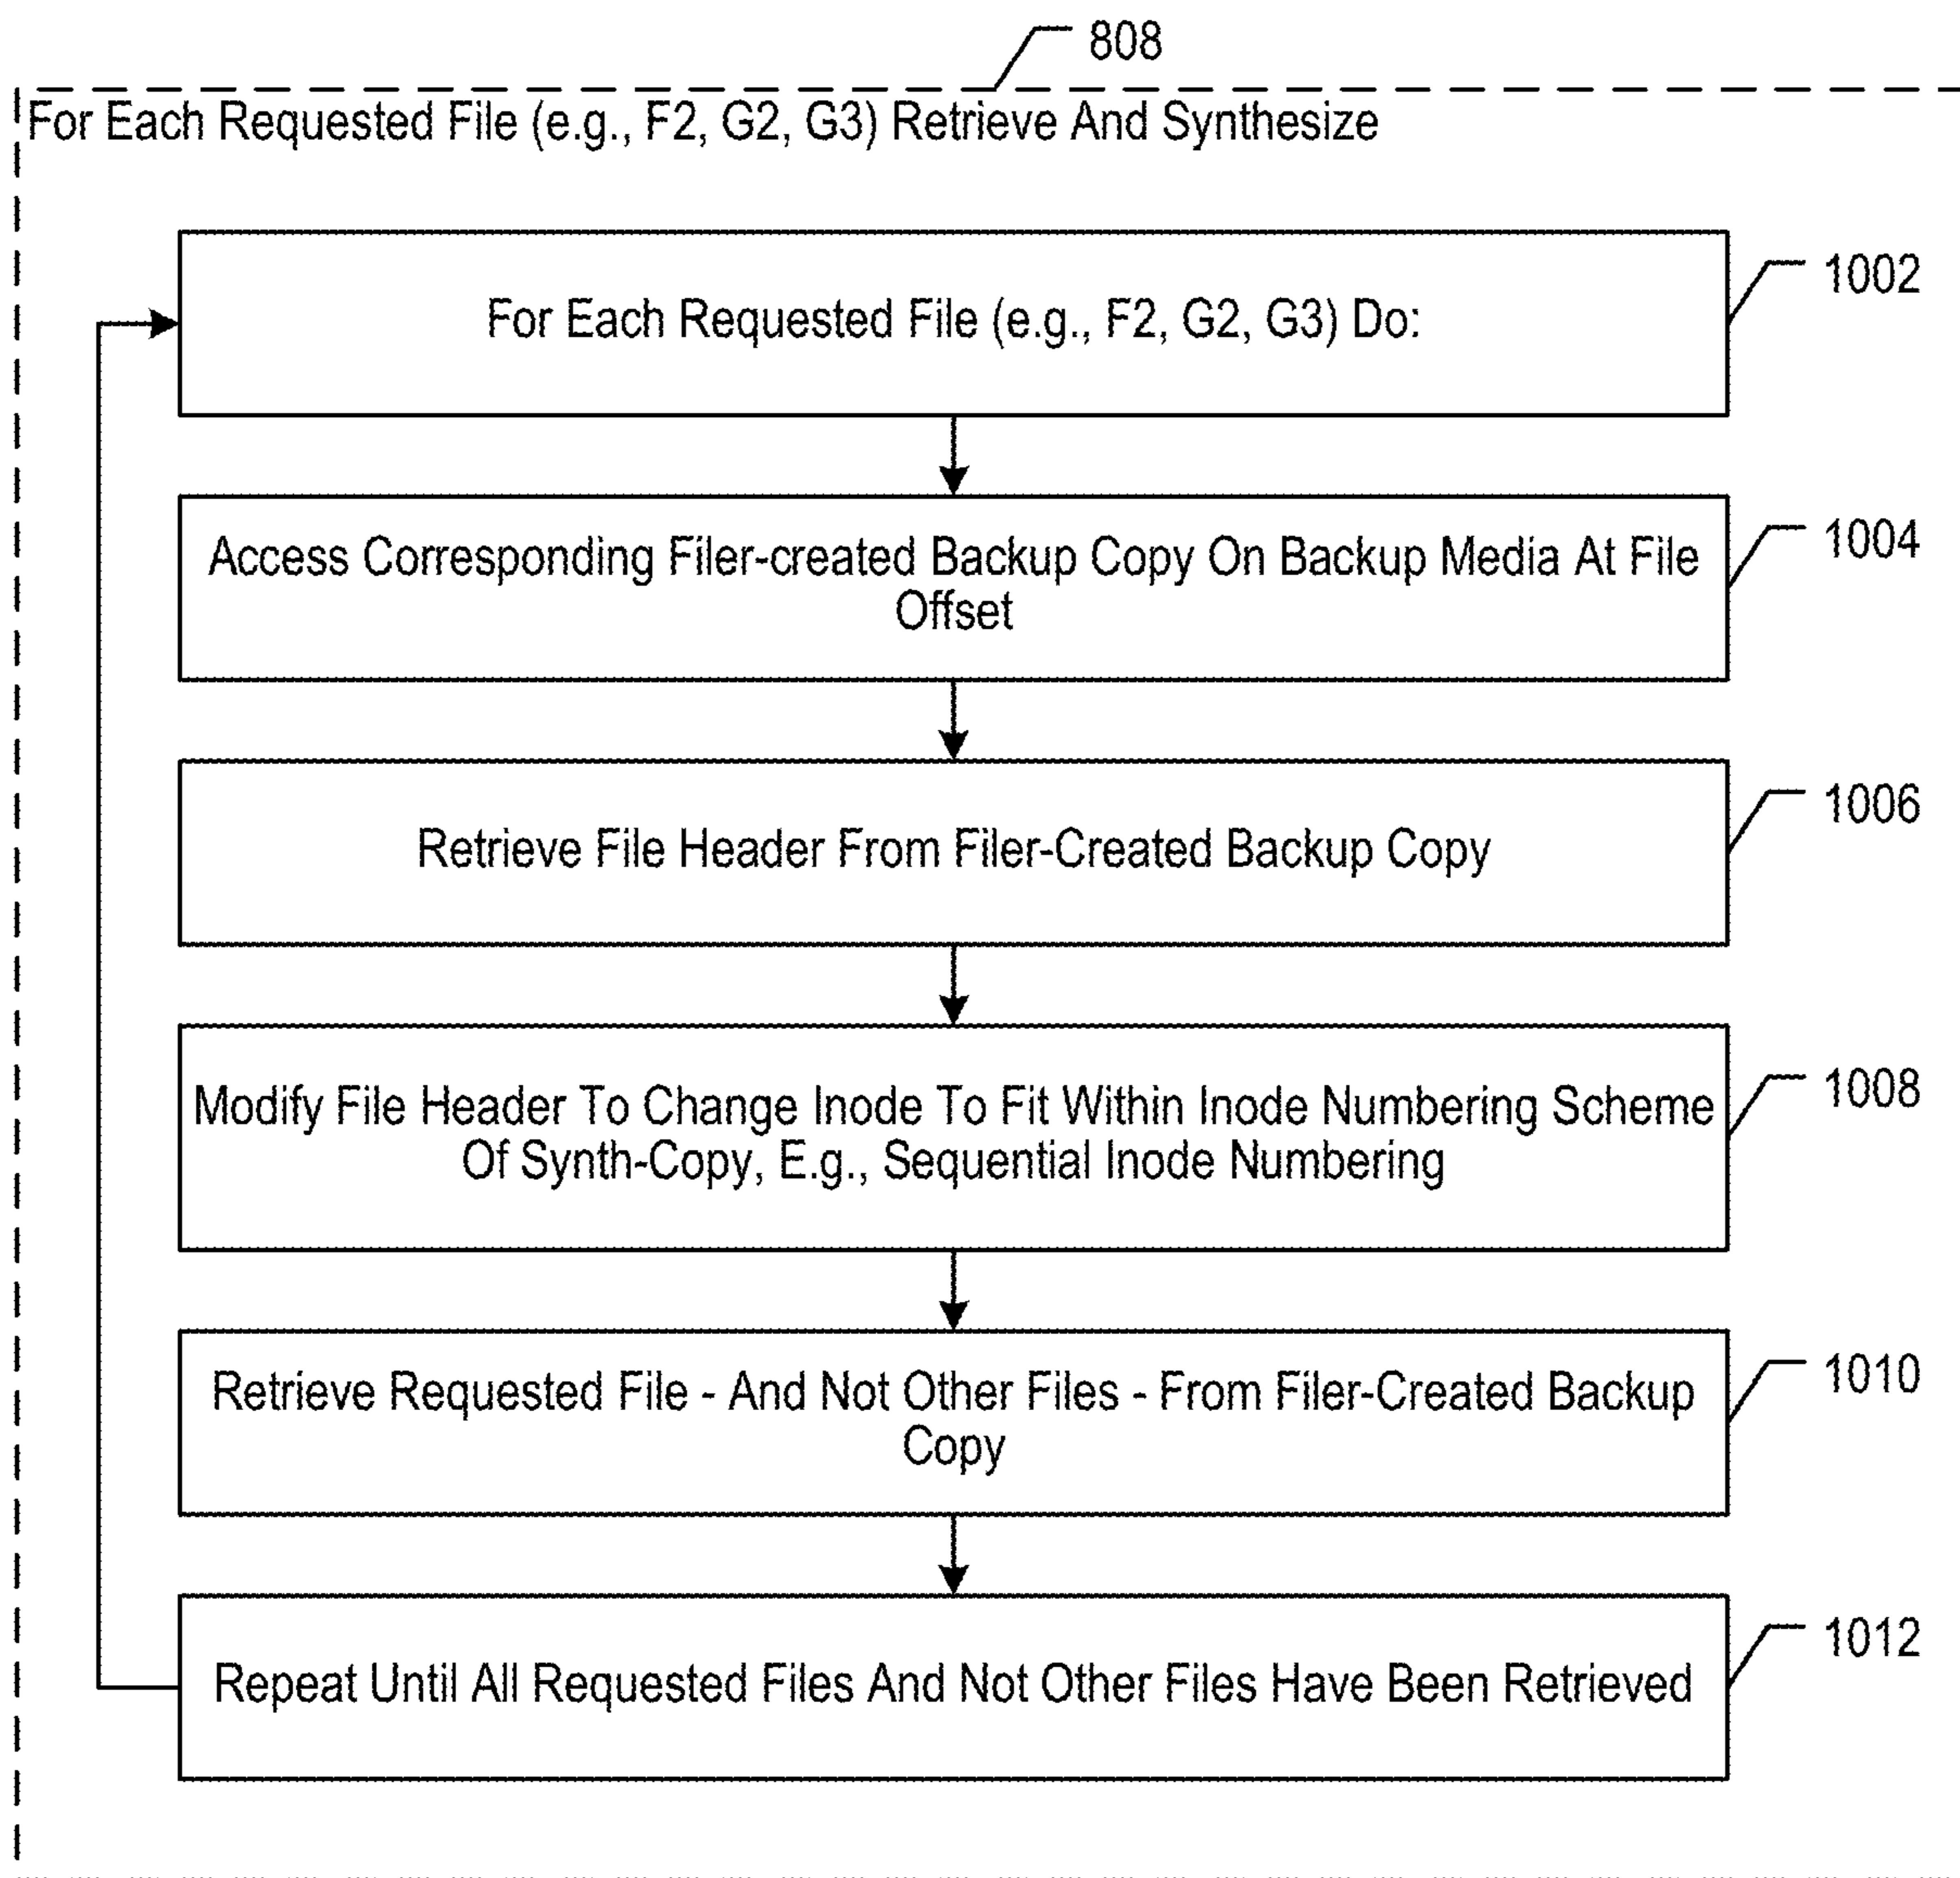 808
For Each Requested File (e.g., F2, G2, G3) Retrieve And Synthesize
For Each Requested File (e.g., F2, G2, G3) Do:
1002
Access Corresponding Filer-created Backup Copy On Backup Media At File
Offset
1004
Retrieve File Header From Filer-Created Backup Copy
1006
Modify File Header To Change Inode To Fit Within Inode Numbering Scheme
Of Synth-Copy, E.g., Sequential Inode Numbering
1008
Retrieve Requested File - And Not Other Files - From Filer-Created Backup
Copy
1010
Repeat Until All Requested Files And Not Other Files Have Been Retrieved
1012